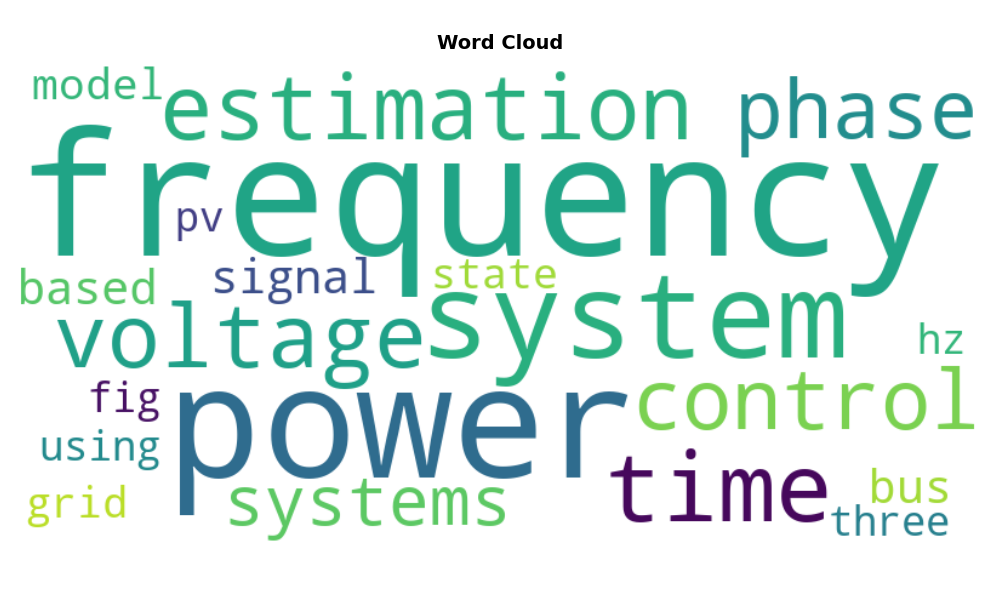 Word Cloud
model
estimation
phase
frequency
pv
signal
state
based
system
voltage
hz
fig
power
control
using
time
grid
systems
bus
three